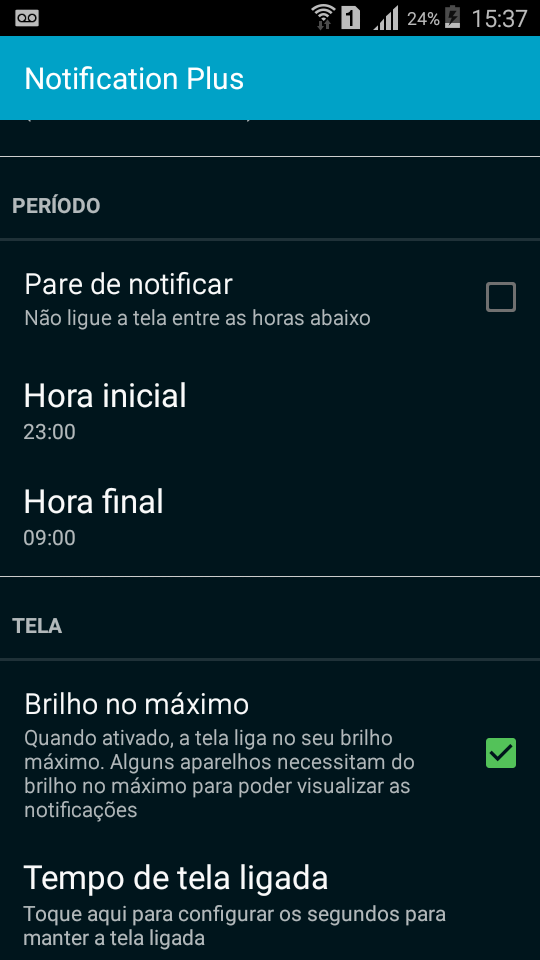 1
24%
15:37
Notification Plus
PERÍODO
Pare de notificar
Não ligue a tela entre as horas abaixo
Hora inicial
23:00
Hora final
09:00
TELA
Brilho no máximo
Quando ativado, a tela liga no seu brilho
máximo. Alguns aparelhos necessitam do
brilho no máximo para poder visualizar as
notificações
Tempo de tela ligada
Toque aqui para configurar os segundos para
manter a tela ligada